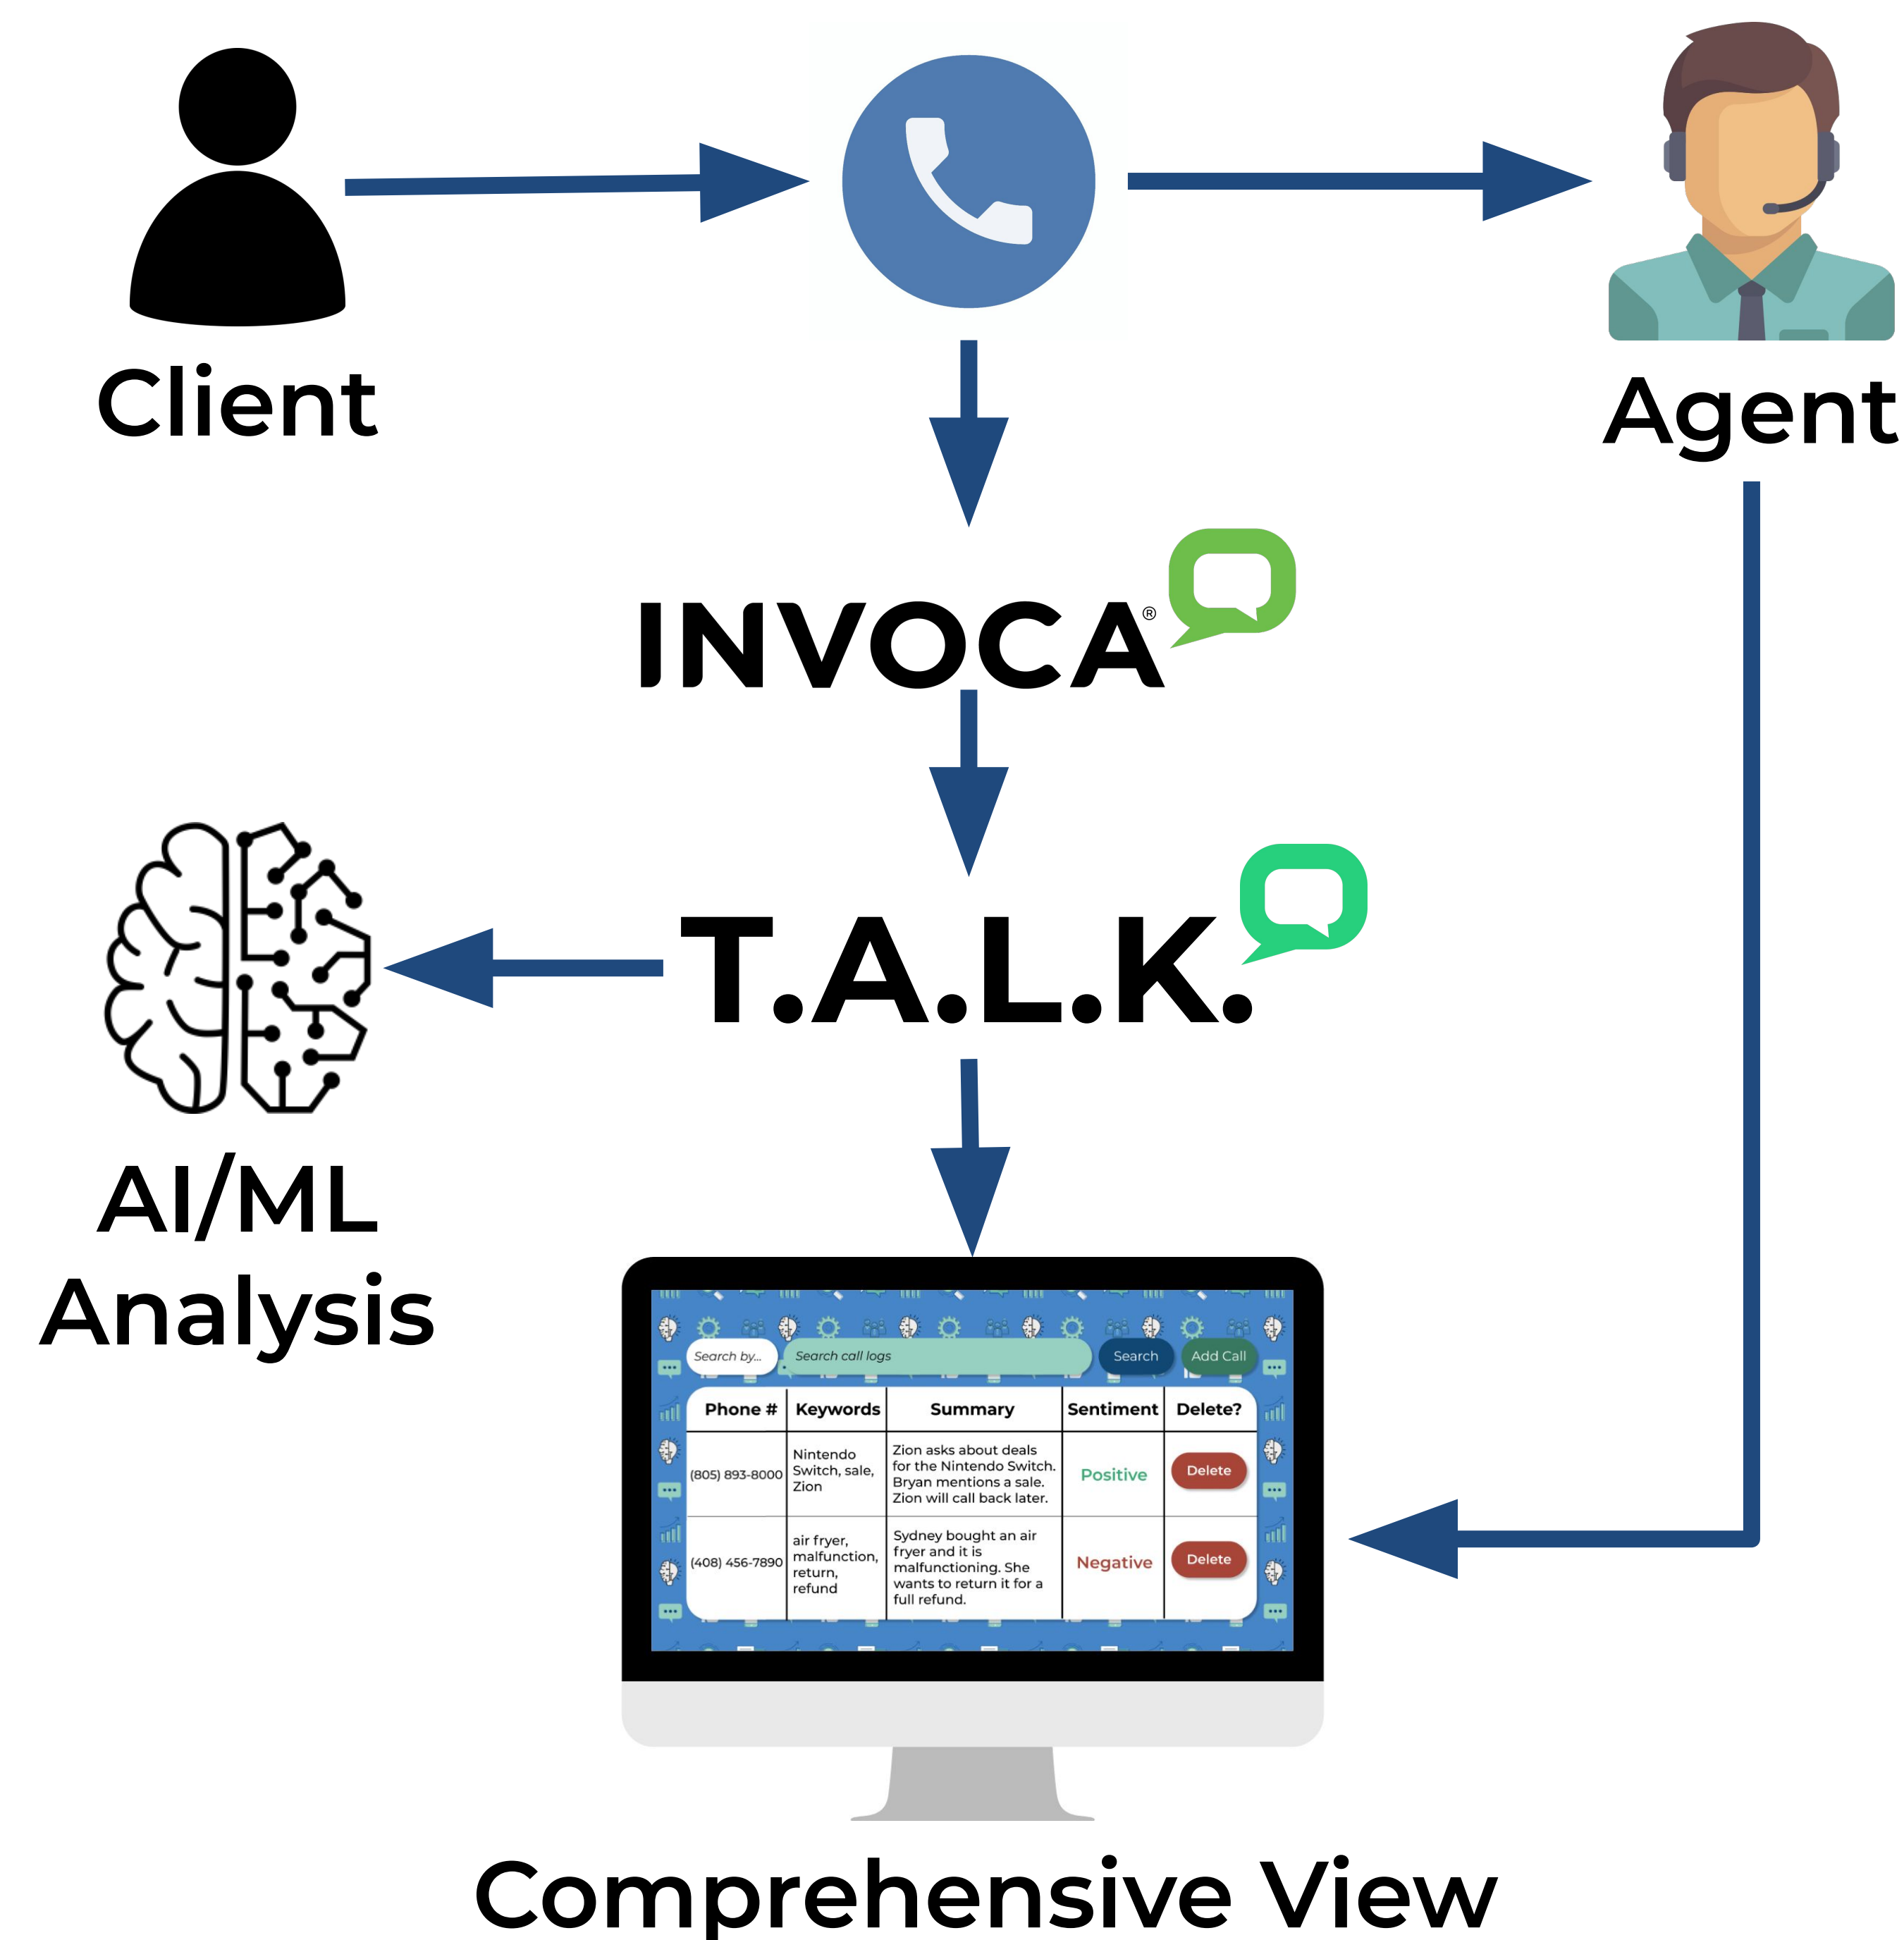 Client
Agent
INVOCA®
T.A.L.K.
AI/ML
Analysis
Search by...
Search call logs
Search
Add Call
Phone #
Keywords
Summary
Sentiment
Delete?
(805) 893-8000
Nintendo
Switch, sale,
Zion
Zion asks about deals
for the Nintendo Switch.
Bryan mentions a sale.
Zion will call back later.
Positive
Delete
(408) 456-7890
air fryer,
malfunction,
return,
refund
Sydney bought an air
fryer and it is
malfunctioning. She
wants to return it for a
full refund.
Negative
Delete
Comprehensive View